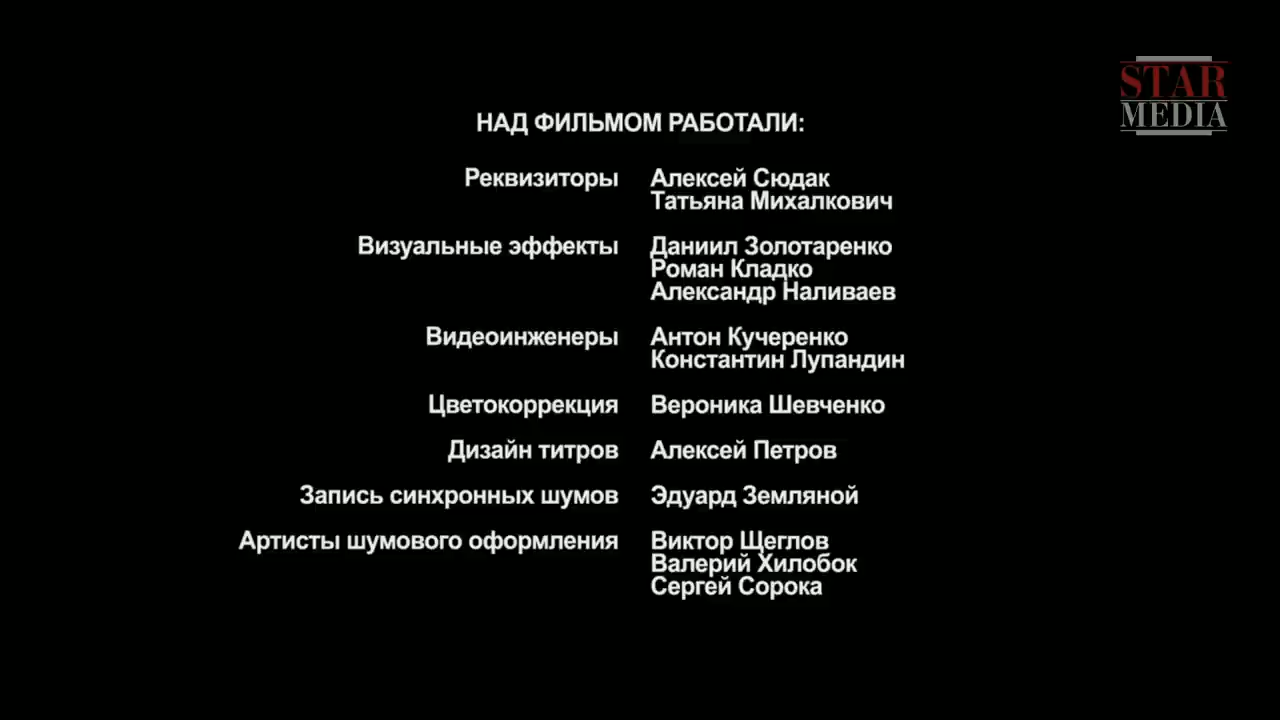 STAR
MEDIA
НАД ФИЛЬМОМ РАБОТАЛИ:
Реквизиторы Алексей Сюдак
Татьяна Михалкович
Визуальные эффекты Даниил Золотаренко
Роман Кладко
Александр Наливаев
Видеоинженеры Антон Кучеренко
Константин Лупандин
Цветокоррекция Вероника Шевченко
Дизайн титров Алексей Петров
Запись синхронных шумов Эдуард Земляной
Артисты шумового оформления Виктор Щеглов
Валерий Хилобок
Сергей Сорока